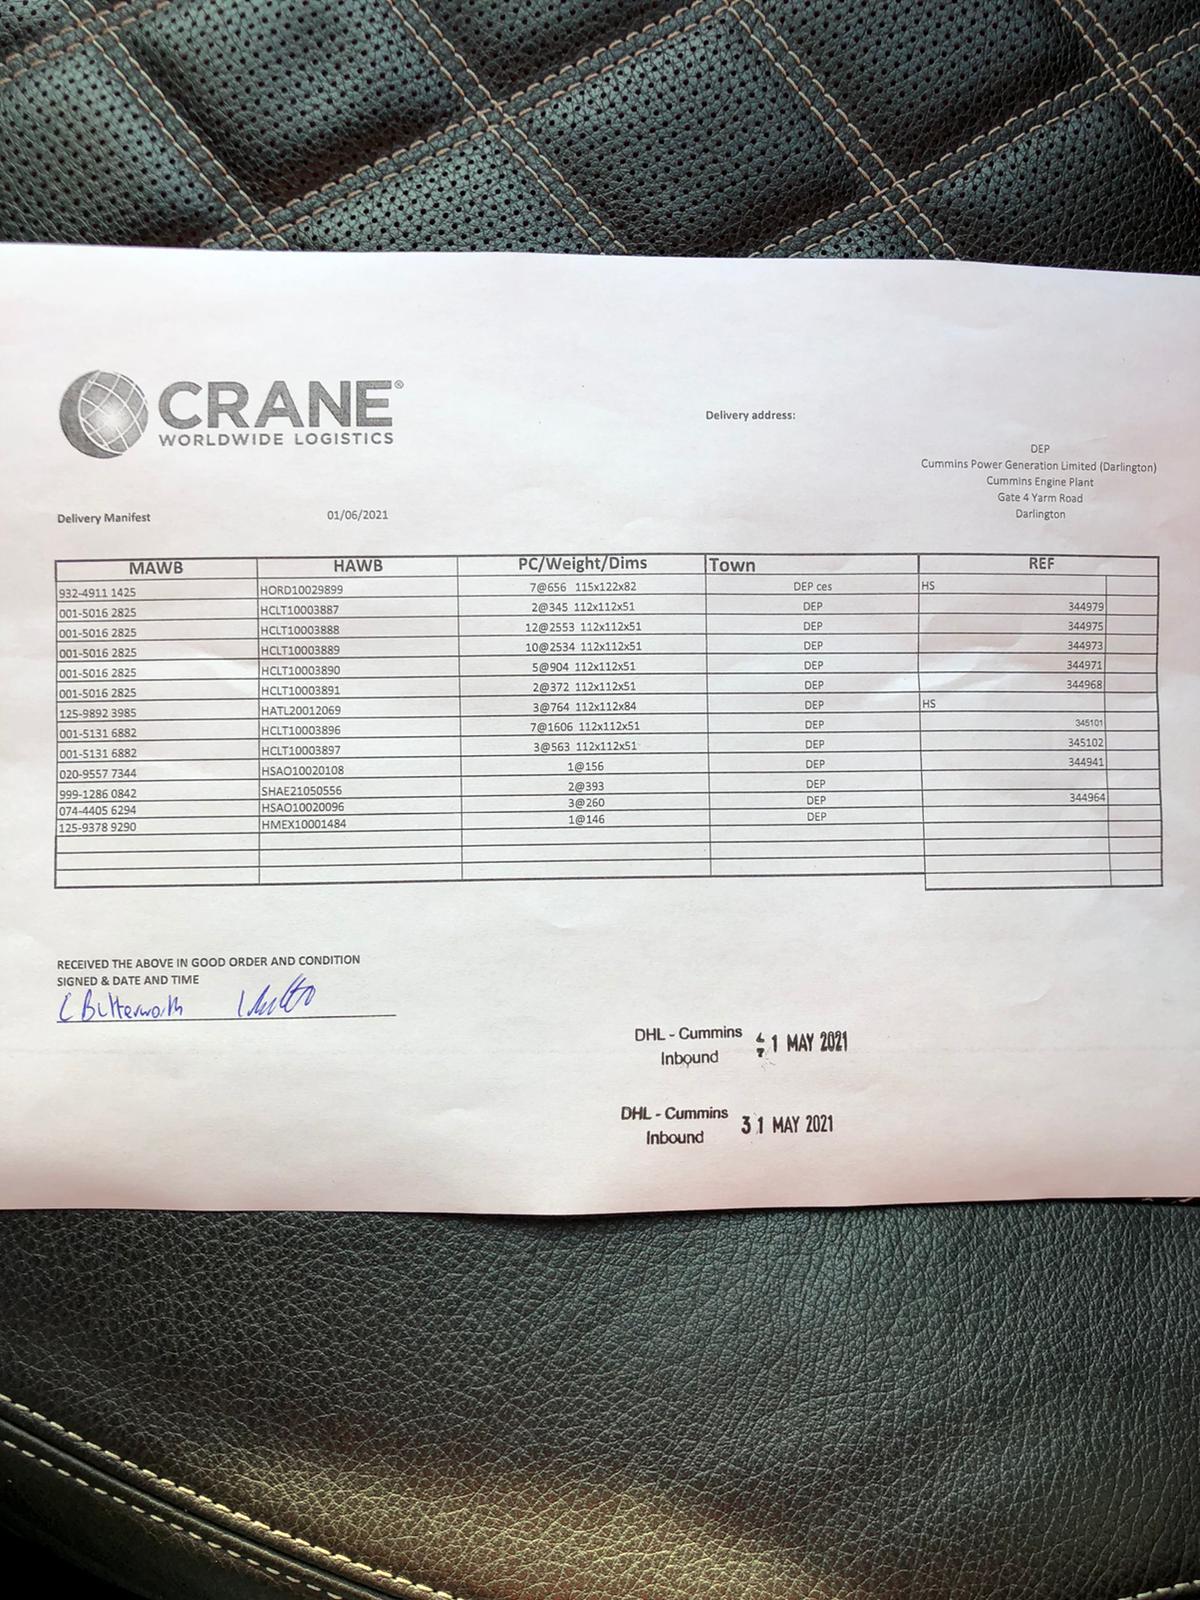 CRANE®
WORLDWIDE LOGISTICS
Delivery address:
DEP
Cummins Power Generation Limited (Darlington)
Cummins Engine Plant
Gate 4 Yarm Road
Darlington
Delivery Manifest 01/06/2021
MAWB HAWB PC/Weight/Dims Town REF
932-4911 1425 HORD10029899 7@656 115x122x82 DEP ces HS
001-5016 2825 HCLT10003887 2@345 112x112x51 DEP 344979
001-5016 2825 HCLT10003888 12@2553 112x112x51 DEP 344975
001-5016 2825 HCLT10003889 10@2534 112x112x51 DEP 344973
001-5016 2825 HCLT10003890 5@904 112x112x51 DEP 344971
001-5016 2825 HCLT10003891 2@372 112x112x51 DEP 344968
125-9892 3985 HATL20012069 3@764 112x112x84 DEP HS
001-5131 6882 HCLT10003896 7@1606 112x112x51 DEP 345101
001-5131 6882 HCLT10003897 3@563 112x112x51 DEP 345102
020-9557 7344 HSAO10020108 1@156 DEP 344941
999-1286 0842 SHAE21050556 2@393 DEP
074-4405 6294 HSAO10020096 3@260 DEP 344964
125-9378 9290 HMEX10001484 1@146 DEP
RECEIVED THE ABOVE IN GOOD ORDER AND CONDITION
SIGNED & DATE AND TIME
C Butterworth
DHL - Cummins
Inbound
1 MAY 2021
DHL - Cummins
Inbound
31 MAY 2021